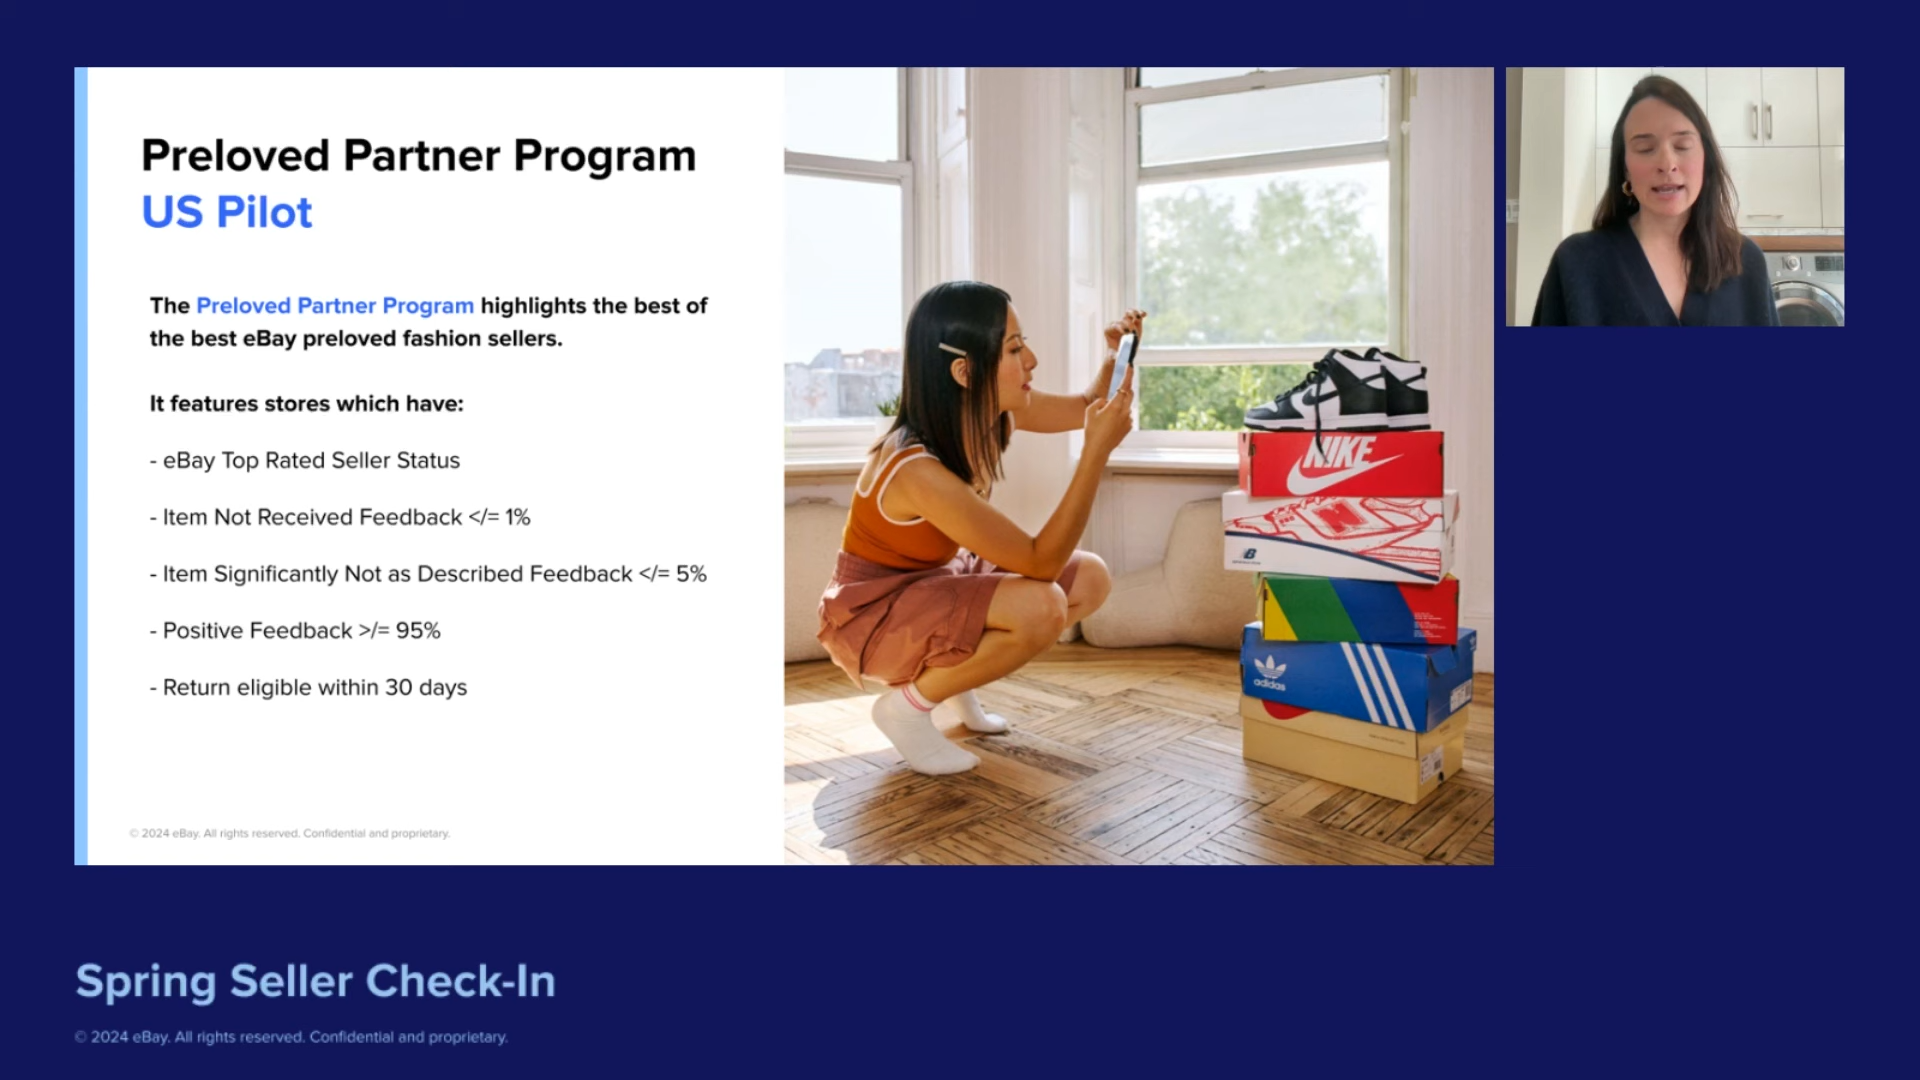 Preloved Partner Program
US Pilot
The Preloved Partner Program highlights the best of
the best eBay preloved fashion sellers.
It features stores which have:
- eBay Top Rated Seller Status
- Item Not Received Feedback </= 1%
- Item Significantly Not as Described Feedback </= 5%
- Positive Feedback >/= 95%
- Return eligible within 30 days
© 2024 eBay. All rights reserved. Confidential and proprietary.
NIKE
adidas
Spring Seller Check-In
© 2024 eBay. All rights reserved. Confidential and proprietary.